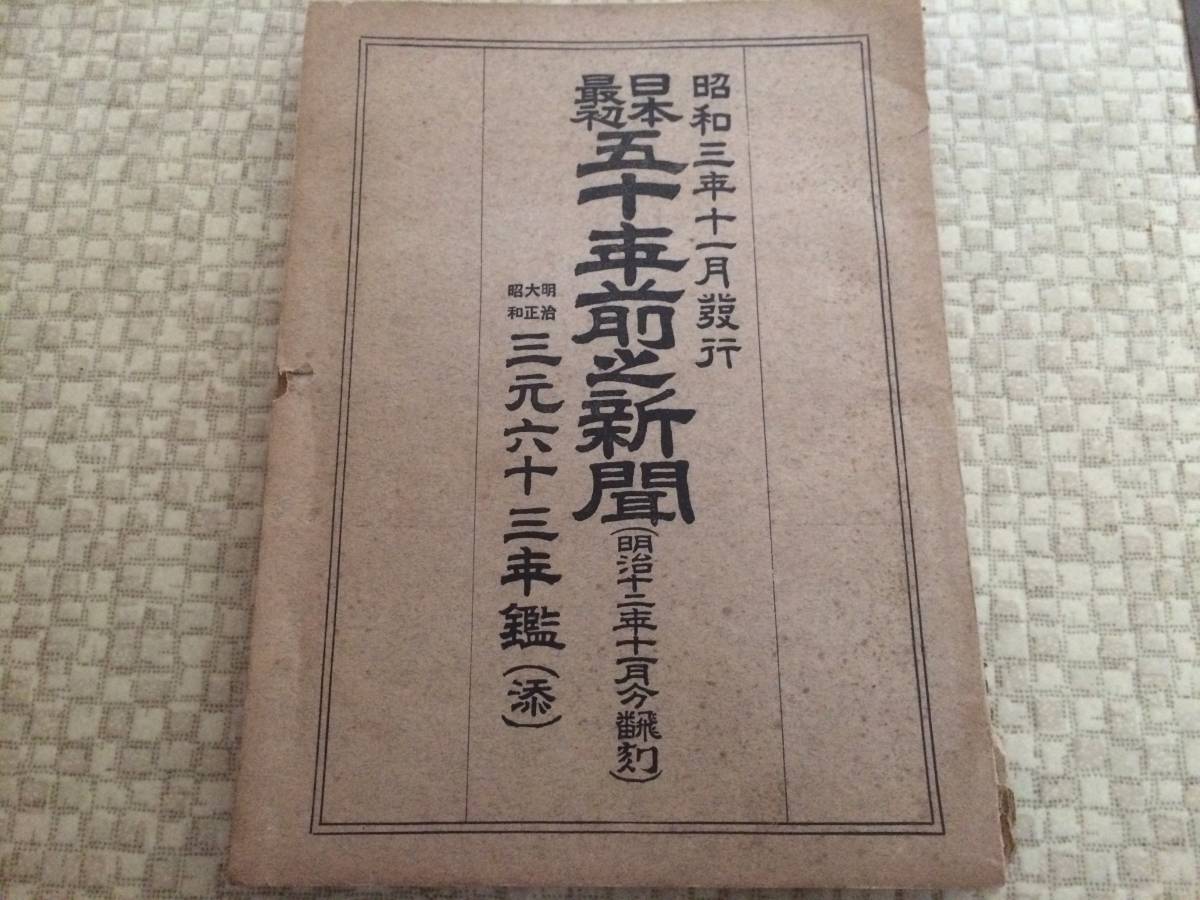 昭和三年十一月發行
日本最初五十年前之新聞(明治十二年十一月分飜刻)
明治大正昭和三元六十三年鑑(添)